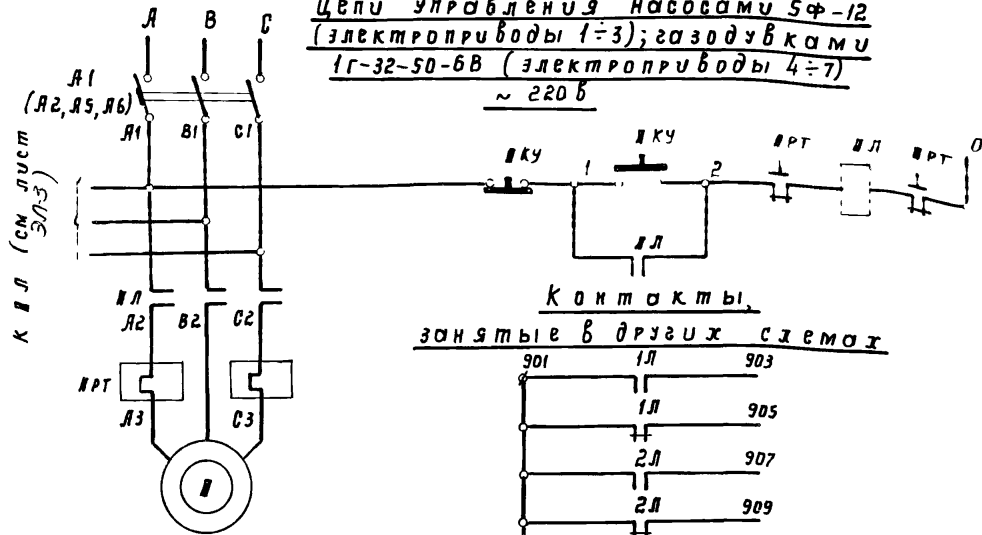 Цепи управления насосами 5Ф-12
(электроприводы 1÷3); газодувками
1Г-32-50-6В (электроприводы 4÷7)
~ 220 В
А В С
А1
(А2, А5, А6)
А1 В1 С1
(см. лист
ЭЛ-3)
КУ
1
КУ
2
РТ
Л
РТ
0
Л
Л
А2 В2 С2
РТ
А3 С3
Контакты,
занятые в других схемах
901 1Л 903
1Л 905
2Л 907
2Л 909